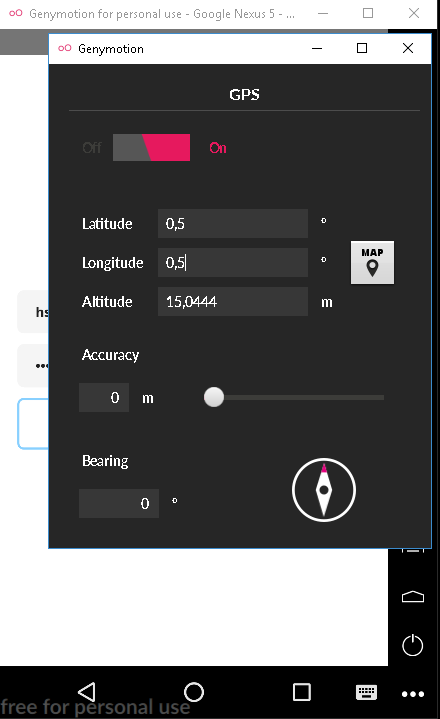 Genymotion for personal use - Google Nexus 5 - ...
Genymotion
GPS
Off On
Latitude 0,5 °
Longitude 0,5 °
MAP
Altitude 15,0444 m
Accuracy
0 m
Bearing
0 °
hs
free for personal use